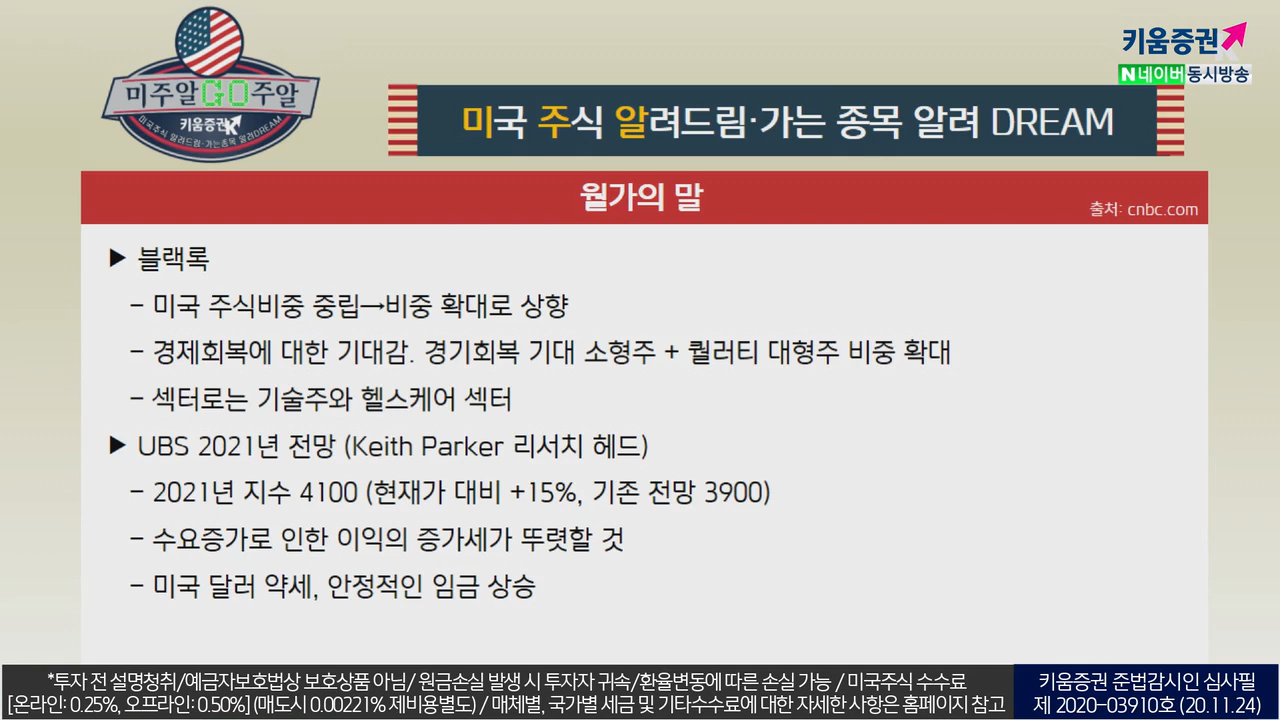 미주알GO주알
키움증권
미국주식 알려드림·가는종목 알려DREAM
키움증권
N 네이버 동시방송
미국 주식 알려드림·가는 종목 알려 DREAM
월가의 말
출처: cnbc.com
▶ 블랙록
– 미국 주식비중 중립→비중 확대로 상향
– 경제회복에 대한 기대감. 경기회복 기대 소형주 + 퀄러티 대형주 비중 확대
– 섹터로는 기술주와 헬스케어 섹터
▶ UBS 2021년 전망 (Keith Parker 리서치 헤드)
– 2021년 지수 4100 (현재가 대비 +15%, 기존 전망 3900)
– 수요증가로 인한 이익의 증가세가 뚜렷할 것
– 미국 달러 약세, 안정적인 임금 상승
*투자 전 설명청취/예금자보호법상 보호상품 아님/ 원금손실 발생 시 투자자 귀속/환율변동에 따른 손실 가능 / 미국주식 수수료
[온라인: 0.25%, 오프라인: 0.50%] (매도시 0.00221% 제비용별도) / 매체별, 국가별 세금 및 기타수수료에 대한 자세한 사항은 홈페이지 참고
키움증권 준법감시인 심사필
제 2020-03910호 (20.11.24)